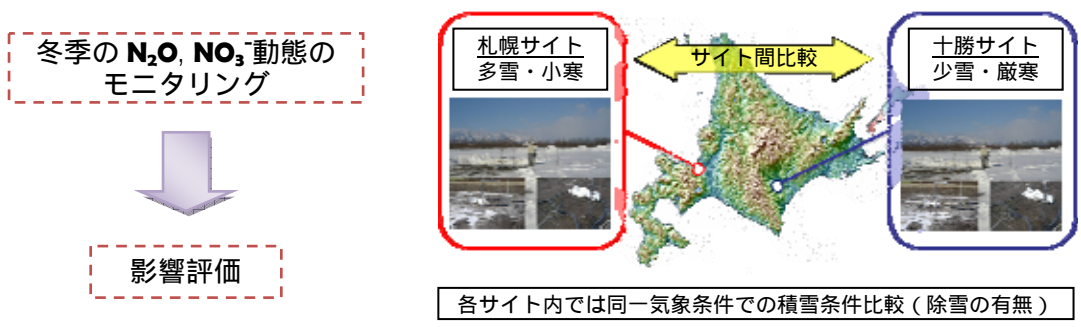 冬季の N₂O, NO₃⁻動態の
モニタリング
影響評価
札幌サイト
多雪・小寒
サイト間比較
十勝サイト
少雪・厳寒
各サイト内では同一気象条件での積雪条件比較（除雪の有無）